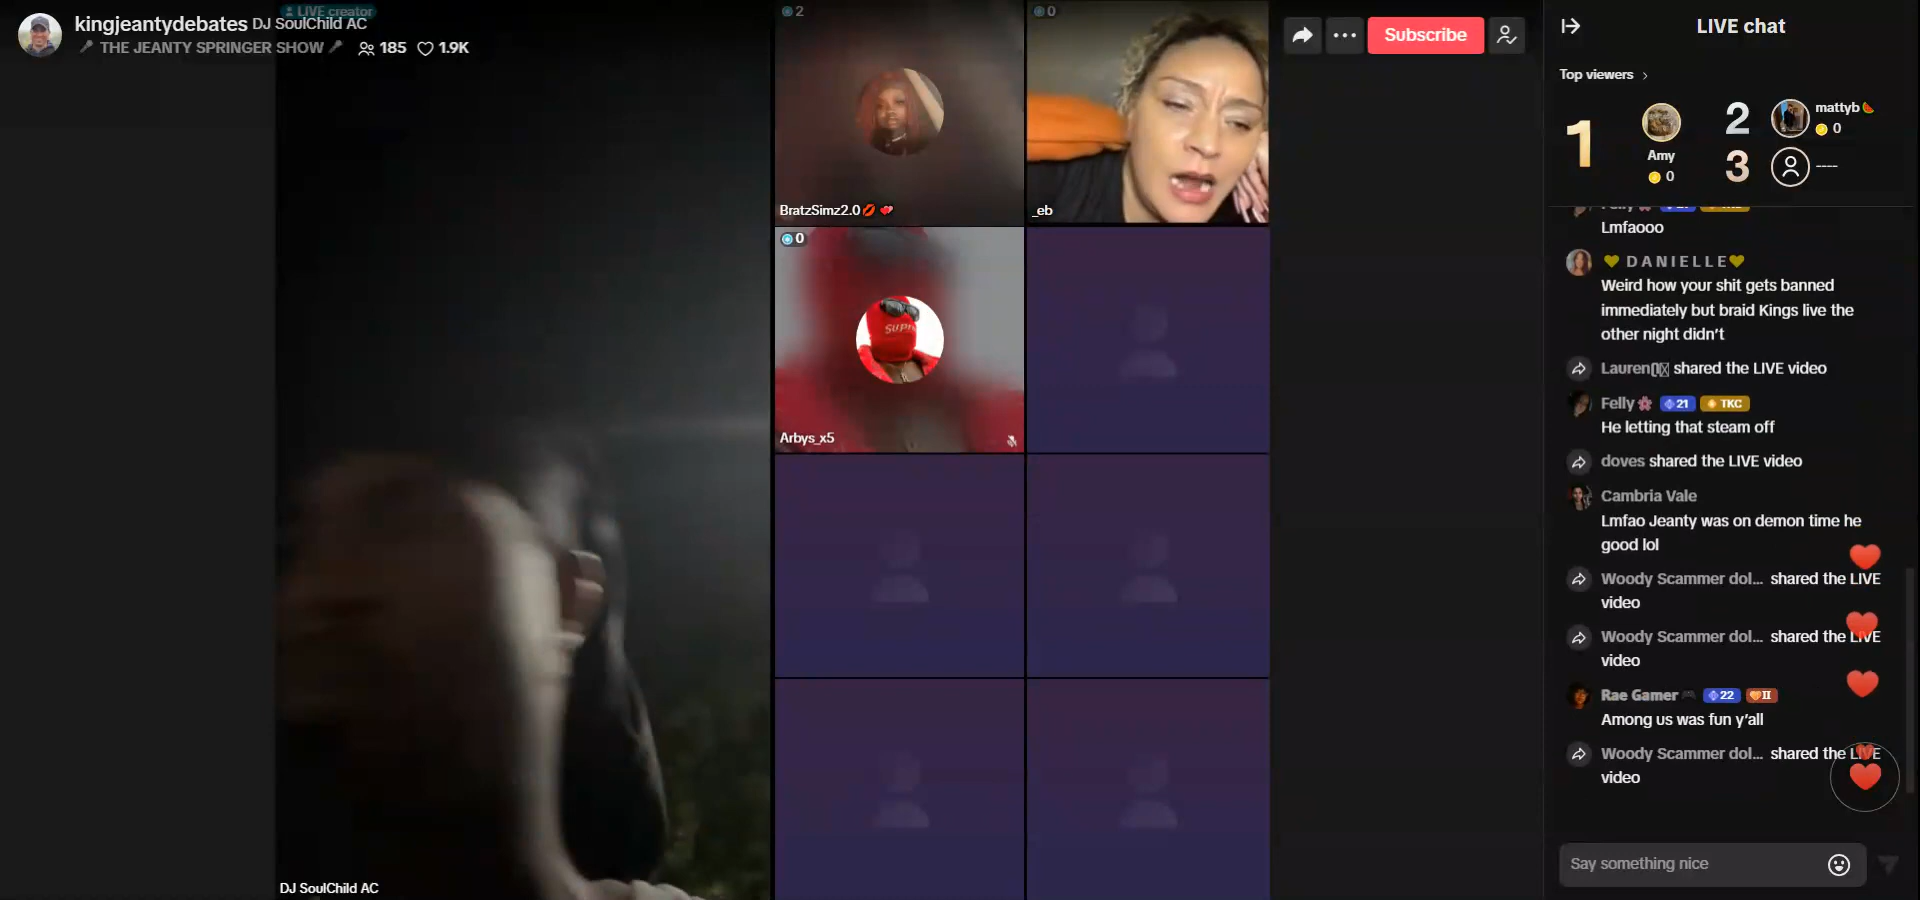 kingjeantydebates DJ SoulChild AC
LIVE creator
THE JEANTY SPRINGER SHOW 185 1.9K
2
BratzSimz2.0
0
_eb
0
Arbys_x5
DJ SoulChild AC
Subscribe
LIVE chat
Top viewers
1
Amy
0
2
mattyb
0
3
----
Lmfaooo
DANIELLE
Weird how your shit gets banned
immediately but braid Kings live the
other night didn't
Lauren shared the LIVE video
Felly 21 TKC
He letting that steam off
doves shared the LIVE video
Cambria Vale
Lmfao Jeanty was on demon time he
good lol
Woody Scammer dol... shared the LIVE
video
Woody Scammer dol... shared the LIVE
video
Rae Gamer 22 II
Among us was fun y'all
Woody Scammer dol... shared the LIVE
video
Say something nice